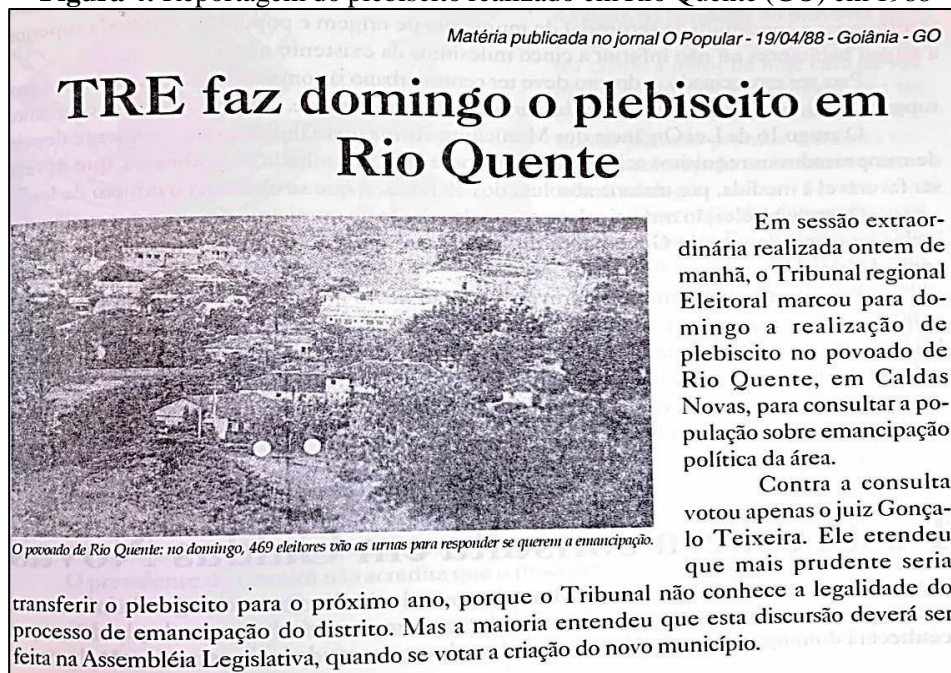 Matéria publicada no jornal O Popular - 19/04/88 - Goiânia - GO
TRE faz domingo o plebiscito em
Rio Quente
Em sessão extraor-
dinária realizada ontem de
manhã, o Tribunal regional
Eleitoral marcou para do-
mingo a realização de
plebiscito no povoado de
Rio Quente, em Caldas
Novas, para consultar a po-
pulação sobre emancipação
política da área.
Contra a consulta
votou apenas o juiz Gonça-
lo Teixeira. Ele etendeu
que mais prudente seria
O povoado de Rio Quente: no domingo, 469 eleitores vão as urnas para responder se querem a emancipação.
transferir o plebiscito para o próximo ano, porque o Tribunal não conhece a legalidade do
processo de emancipação do distrito. Mas a maioria entendeu que esta discursão deverá ser
feita na Assembléia Legislativa, quando se votar a criação do novo município.